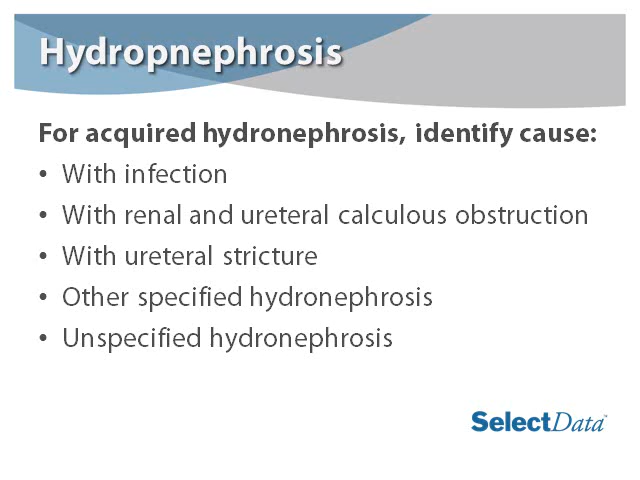 Hydropnephrosis
For acquired hydronephrosis, identify cause:
• With infection
• With renal and ureteral calculous obstruction
• With ureteral stricture
• Other specified hydronephrosis
• Unspecified hydronephrosis
SelectData™